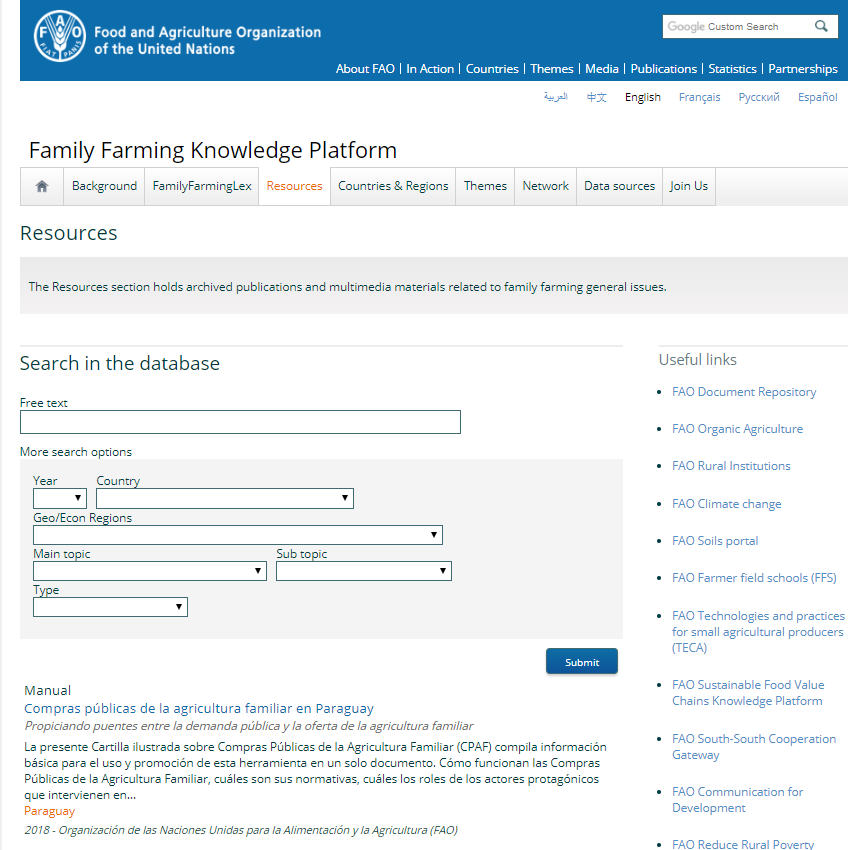 FAO
FIAT PANIS
Food and Agriculture Organization
of the United Nations
Google Custom Search
About FAO | In Action | Countries | Themes | Media | Publications | Statistics | Partnerships
العربية 中文 English Français Русский Español
Family Farming Knowledge Platform
Background FamilyFarmingLex Resources Countries & Regions Themes Network Data sources Join Us
Resources
The Resources section holds archived publications and multimedia materials related to family farming general issues.
Search in the database
Free text
More search options
Year Country
Geo/Econ Regions
Main topic Sub topic
Type
Submit
Manual
Compras públicas de la agricultura familiar en Paraguay
Propiciando puentes entre la demanda pública y la oferta de la agricultura familiar
La presente Cartilla ilustrada sobre Compras Públicas de la Agricultura Familiar (CPAF) compila información
básica para el uso y promoción de esta herramienta en un solo documento. Cómo funcionan las Compras
Públicas de la Agricultura Familiar, cuáles son sus normativas, cuáles los roles de los actores protagónicos
que intervienen en...
Paraguay
2018 - Organización de las Naciones Unidas para la Alimentación y la Agricultura (FAO)
Useful links
FAO Document Repository
FAO Organic Agriculture
FAO Rural Institutions
FAO Climate change
FAO Soils portal
FAO Farmer field schools (FFS)
FAO Technologies and practices
for small agricultural producers
(TECA)
FAO Sustainable Food Value
Chains Knowledge Platform
FAO South-South Cooperation
Gateway
FAO Communication for
Development
FAO Reduce Rural Poverty